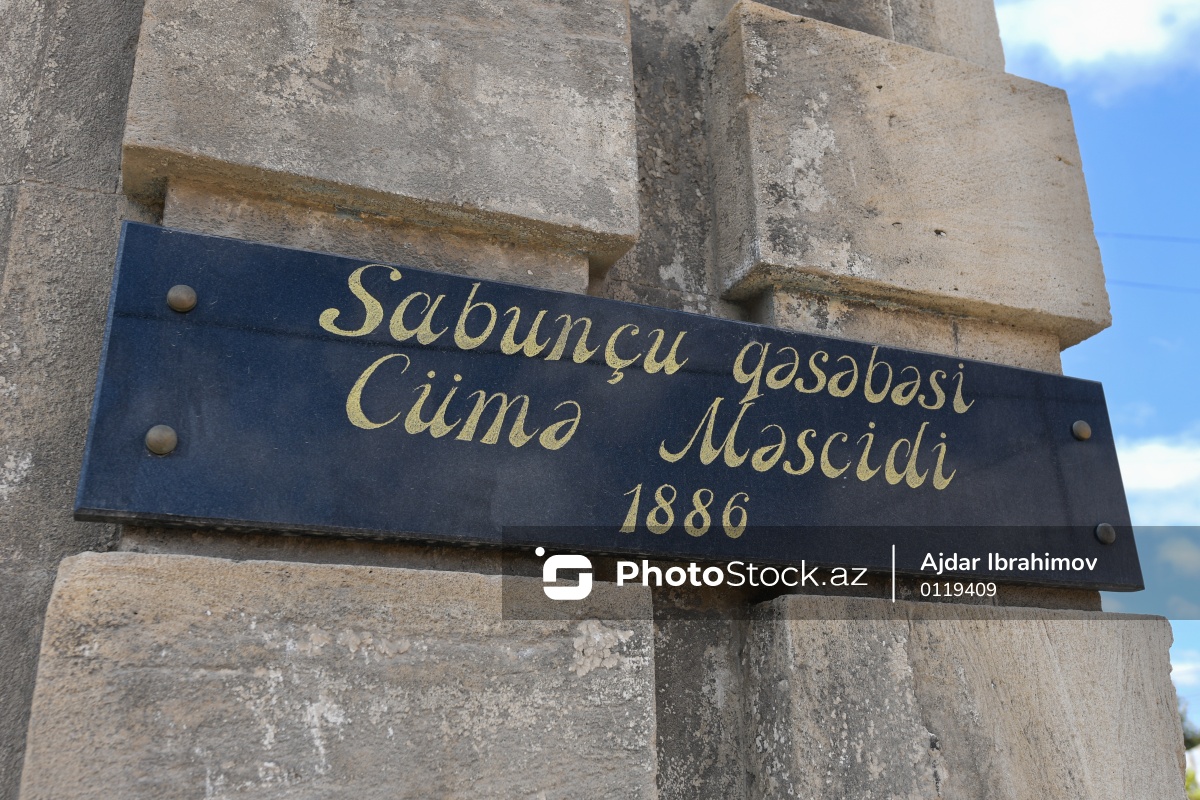 Sabunçu qəsəbəsi
Cümə Məscidi
1886
PhotoStock.az
Ajdar Ibrahimov
0119409